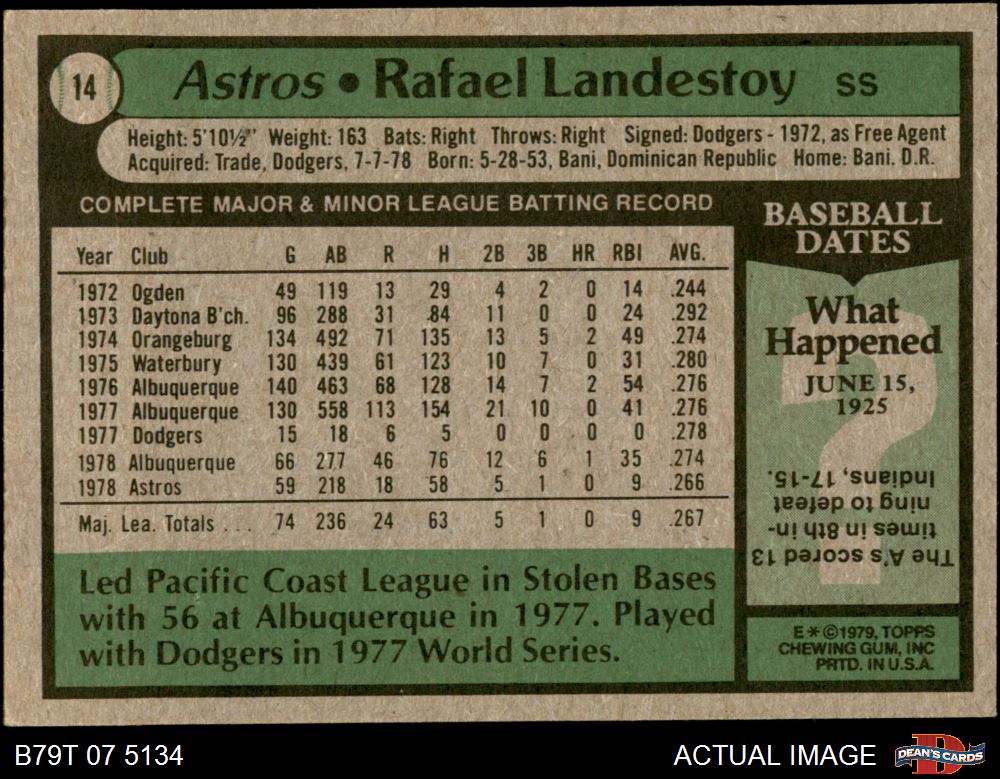 14
Astros • Rafael Landestoy SS
Height: 5'10½" Weight: 163 Bats: Right Throws: Right Signed: Dodgers - 1972, as Free Agent
Acquired: Trade, Dodgers, 7-7-78 Born: 5-28-53, Bani, Dominican Republic Home: Bani. D.R.
COMPLETE MAJOR & MINOR LEAGUE BATTING RECORD
Year Club G AB R H 2B 3B HR RBI AVG.
1972 Ogden 49 119 13 29 4 2 0 14 .244
1973 Daytona B'ch. 96 288 31 84 11 0 0 24 .292
1974 Orangeburg 134 492 71 135 13 5 2 49 .274
1975 Waterbury 130 439 61 123 10 7 0 31 .280
1976 Albuquerque 140 463 68 128 14 7 2 54 .276
1977 Albuquerque 130 558 113 154 21 10 0 41 .276
1977 Dodgers 15 18 6 5 0 0 0 0 .278
1978 Albuquerque 66 277 46 76 12 6 1 35 .274
1978 Astros 59 218 18 58 5 1 0 9 .266
Maj. Lea. Totals . . . 74 236 24 63 5 1 0 9 .267
Led Pacific Coast League in Stolen Bases
with 56 at Albuquerque in 1977. Played
with Dodgers in 1977 World Series.
BASEBALL
DATES
What
Happened
JUNE 15,
1925
The A's scored 13
times in 8th in-
ning to defeat
Indians, 17-15.
E*©1979, TOPPS
CHEWING GUM, INC
PRTD. IN U.S.A.
B79T 07 5134
ACTUAL IMAGE
D
DEAN'S CARDS